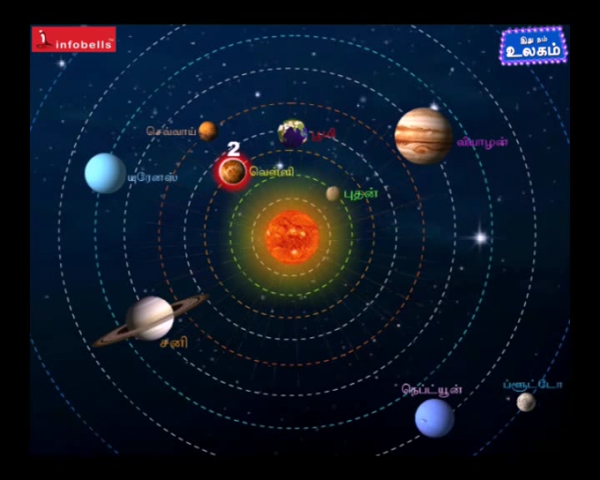 infobells
இது நம்
உலகம்
செவ்வாய்
பூமி
வியாழன்
2
யுரேனஸ்
வெள்ளி
புதன்
சனி
நெப்ட்யூன்
ப்ளூட்டோ